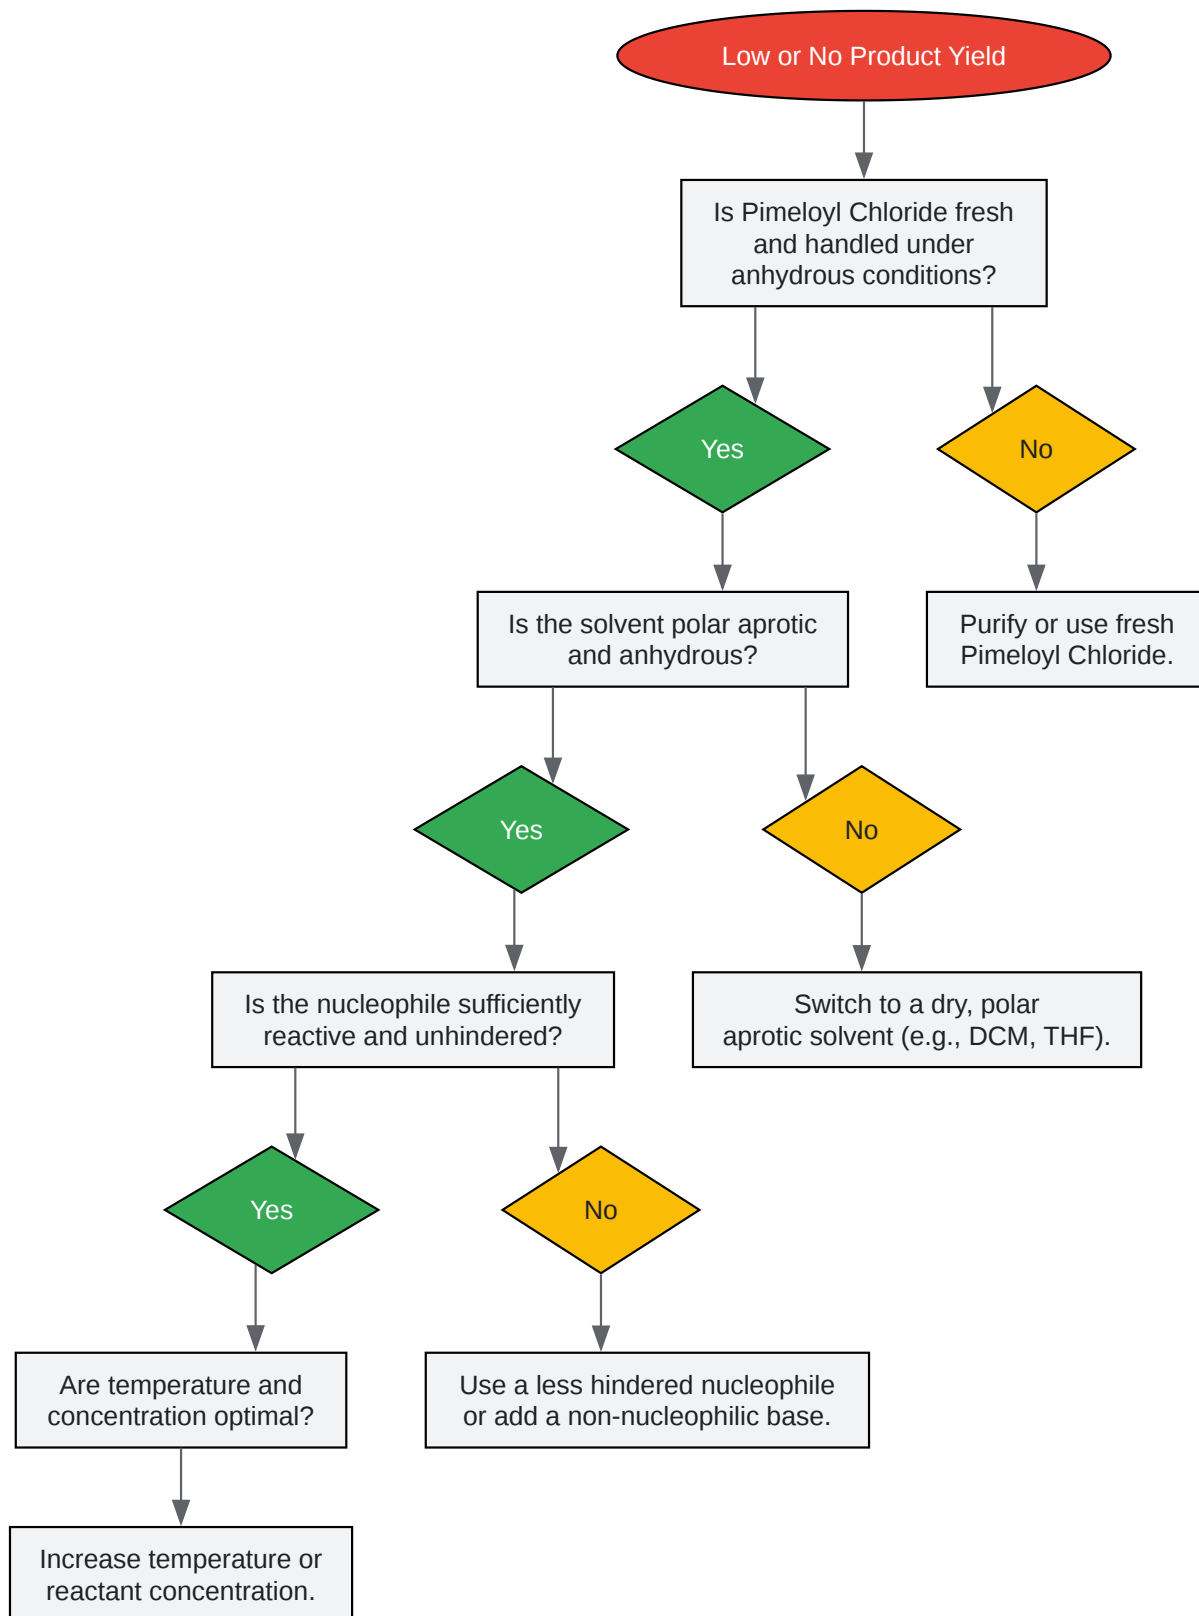 Low or No Product Yield
Is Pimeloyl Chloride fresh
and handled under
anhydrous conditions?
Yes
No
Is the solvent polar aprotic
and anhydrous?
Purify or use fresh
Pimeloyl Chloride.
Yes
No
Is the nucleophile sufficiently
reactive and unhindered?
Switch to a dry, polar
aprotic solvent (e.g., DCM, THF).
Yes
No
Are temperature and
concentration optimal?
Use a less hindered nucleophile
or add a non-nucleophilic base.
Increase temperature or
reactant concentration.